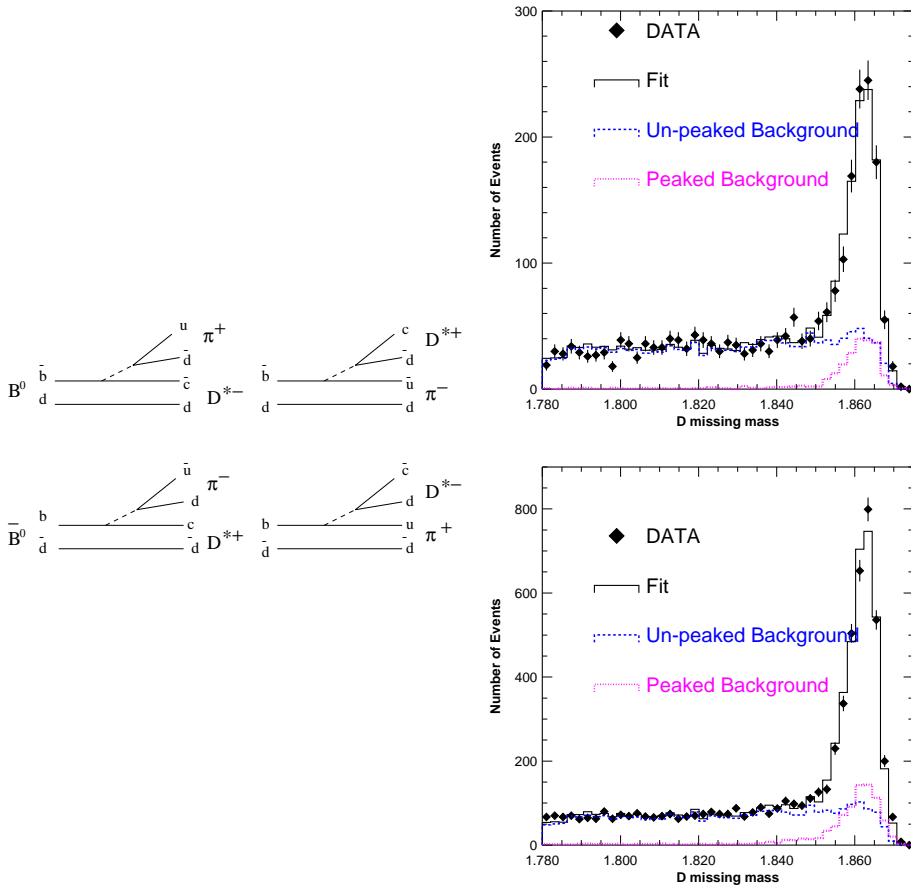 u
π+
d̄
b̄
c̄
B0
D*−
d
d
c
D*+
d̄
b̄
ū
π−
d
d
ū
π−
d
b
c
B̄0
D*+
d̄
d̄
c̄
D*−
d
b
u
π+
d̄
d̄
300
200
100
0
Number of Events
DATA
Fit
Un-peaked Background
Peaked Background
1.780
1.800
1.820
1.840
1.860
D missing mass
800
600
400
200
0
Number of Events
DATA
Fit
Un-peaked Background
Peaked Background
1.780
1.800
1.820
1.840
1.860
D missing mass